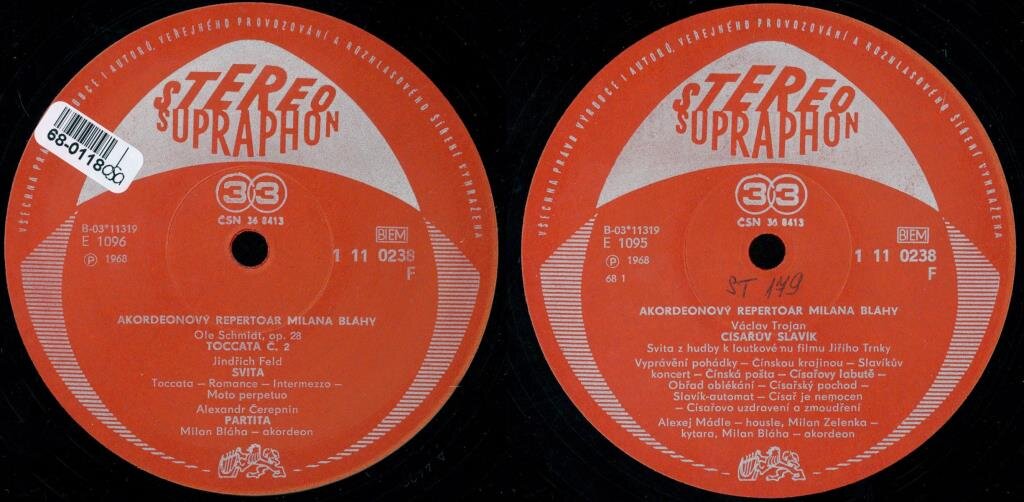 VŠECHNA PRÁVA VÝROBCE I AUTORŮ, VEŘEJNÉHO PROVOZOVÁNÍ A ROZHLASOVÉHO ŠÍŘENÍ VYHRAŽENA
STEREO
SUPRAPHON
68-0118
33
ČSN 36 8413
B-03*11319
E 1096
Ⓟ 1968
BIEM
1 11 0238
F
AKORDEONOVÝ REPERTOÁR MILANA BLÁHY
Ole Schmidt, op. 28
TOCCATA Č. 2
Jindřich Feld
SVITA
Toccata — Romance — Intermezzo —
Moto perpetuo
Alexandr Čerepnin
PARTITA
Milan Bláha — akordeon
VŠECHNA PRÁVA VÝROBCE I AUTORŮ, VEŘEJNÉHO PROVOZOVÁNÍ A ROZHLASOVÉHO ŠÍŘENÍ VYHRAŽENA
STEREO
SUPRAPHON
33
ČSN 36 8413
B-03*11319
E 1095
Ⓟ 1968
68 1
BIEM
1 11 0238
F
ST 179
AKORDEONOVÝ REPERTOÁR MILANA BLÁHY
Václav Trojan
CÍSAŘŮV SLAVÍK
Svita z hudby k loutkové nu filmu Jiřího Trnky
Vyprávění pohádky — Čínskou krajinou — Slavíkův
koncert — Čínská pošta — Císařovy labutě —
Obřad oblékání — Císařský pochod —
Slavík-automat — Císař je nemocen
— Císařovo uzdravení a zmoudření
Alexej Mádle — housle, Milan Zelenka —
kytara, Milan Bláha — akordeon